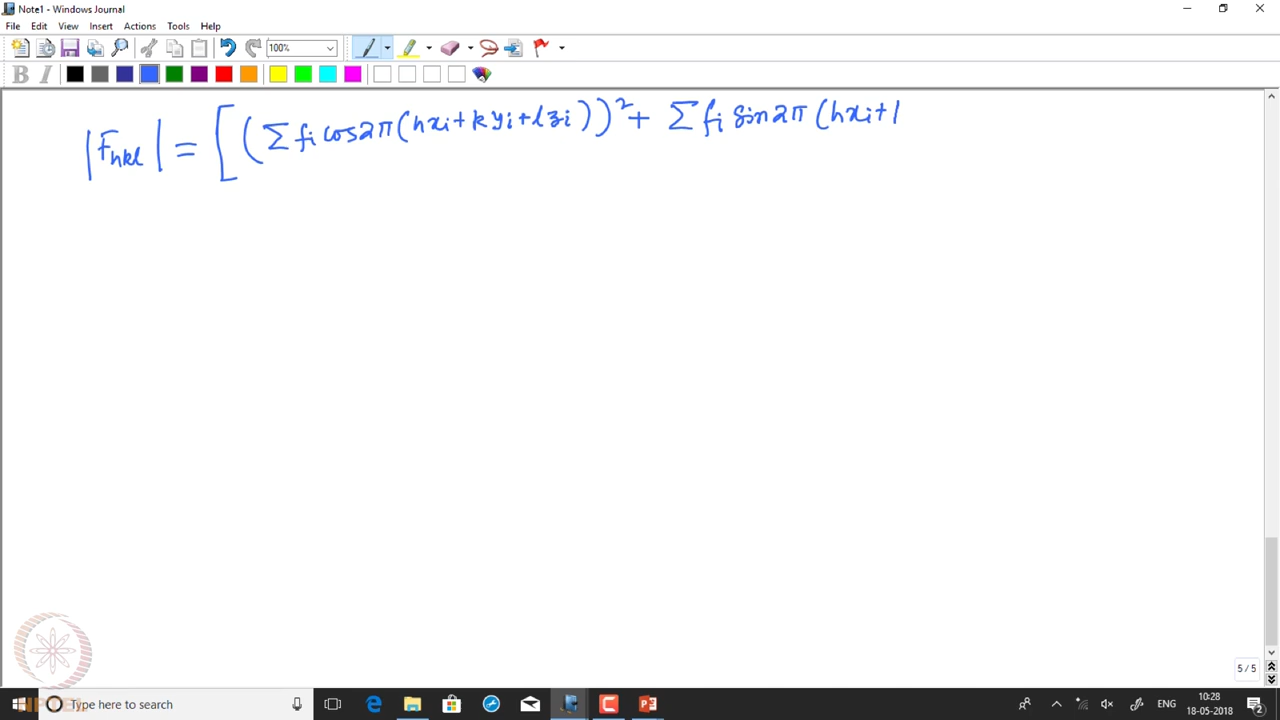 Note1 - Windows Journal
File Edit View Insert Actions Tools Help
100%
B I
|Fhkl| = [(Σ fi cos2π(hxi+kyi+lzi))²+ Σ fi sin2π(hxi+l
5 / 5
Type here to search
ENG
10:28
18-05-2018
2